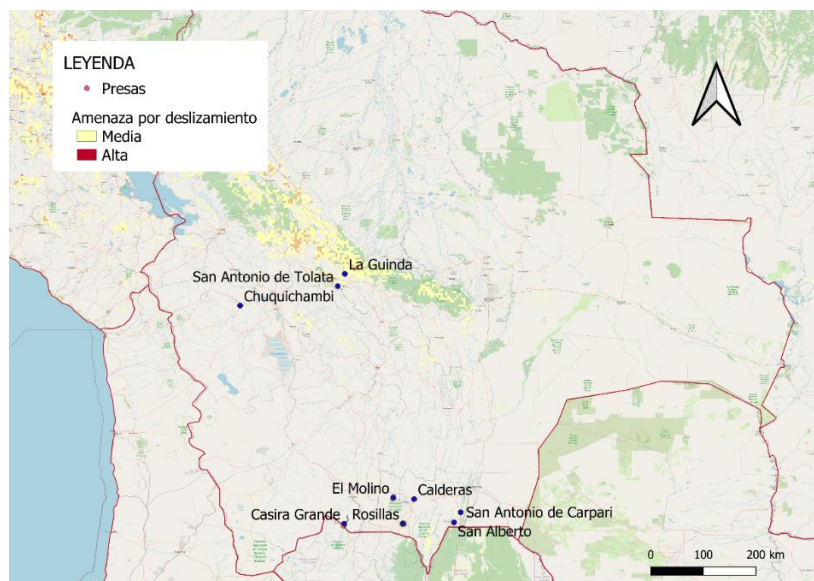 LEYENDA
Presas
Amenaza por deslizamiento
Media
Alta
La Guinda
San Antonio de Tolata
Chuquichambi
El Molino
Calderas
San Antonio de Carpari
Casira Grande
Rosillas
San Alberto
0 100 200 km